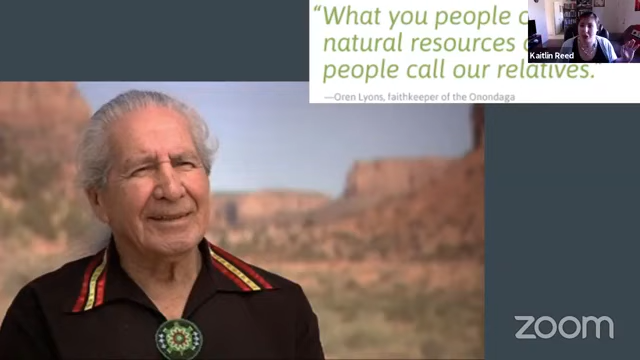 “What you people c
natural resources
people call our relatives.”
—Oren Lyons, faithkeeper of the Onondaga
Kaitlin Reed
zoom